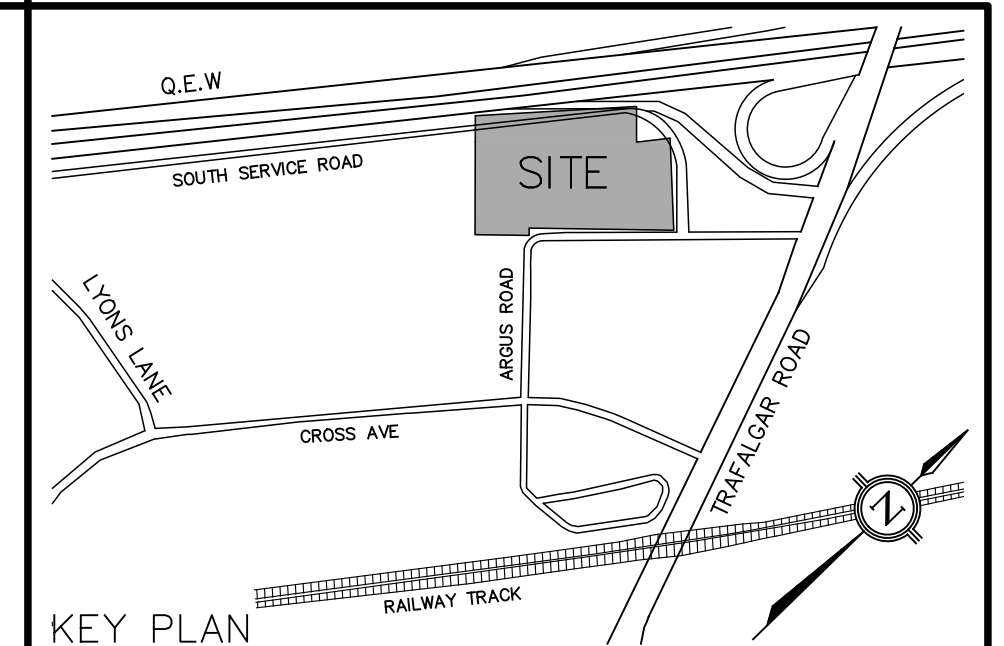 Q.E.W
SOUTH SERVICE ROAD
SITE
LYONS LANE
ARGUS ROAD
CROSS AVE
TRAFALGAR ROAD
N
RAILWAY TRACK
KEY PLAN